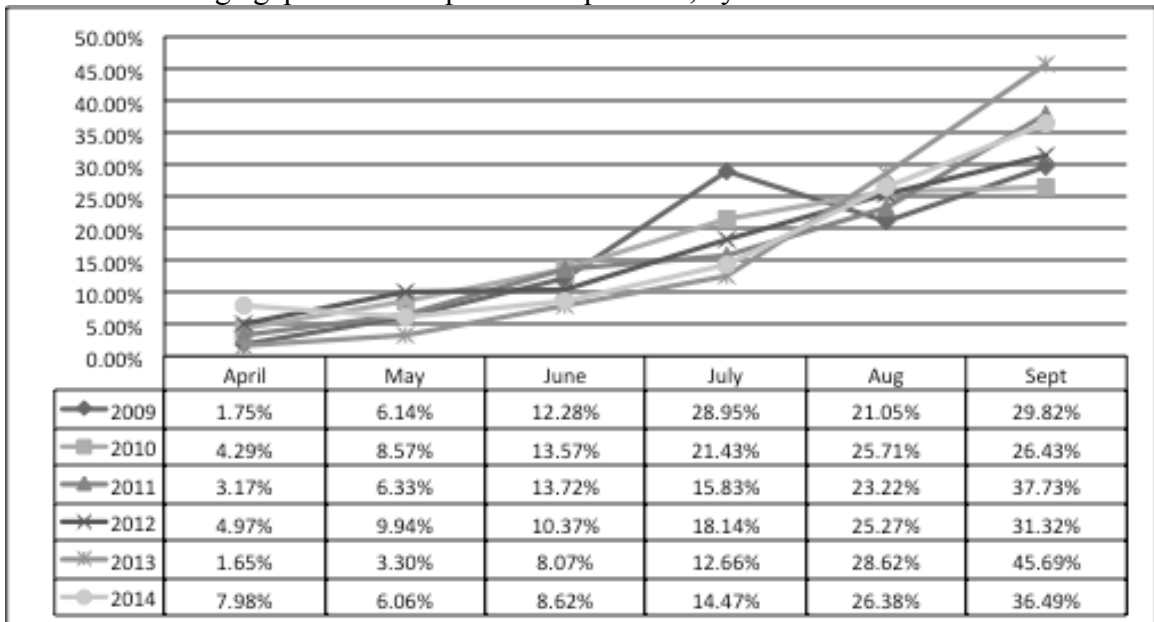 50.00%
45.00%
40.00%
35.00%
30.00%
25.00%
20.00%
15.00%
10.00%
5.00%
0.00%
April May June July Aug Sept
2009 1.75% 6.14% 12.28% 28.95% 21.05% 29.82%
2010 4.29% 8.57% 13.57% 21.43% 25.71% 26.43%
2011 3.17% 6.33% 13.72% 15.83% 23.22% 37.73%
2012 4.97% 9.94% 10.37% 18.14% 25.27% 31.32%
2013 1.65% 3.30% 8.07% 12.66% 28.62% 45.69%
2014 7.98% 6.06% 8.62% 14.47% 26.38% 36.49%